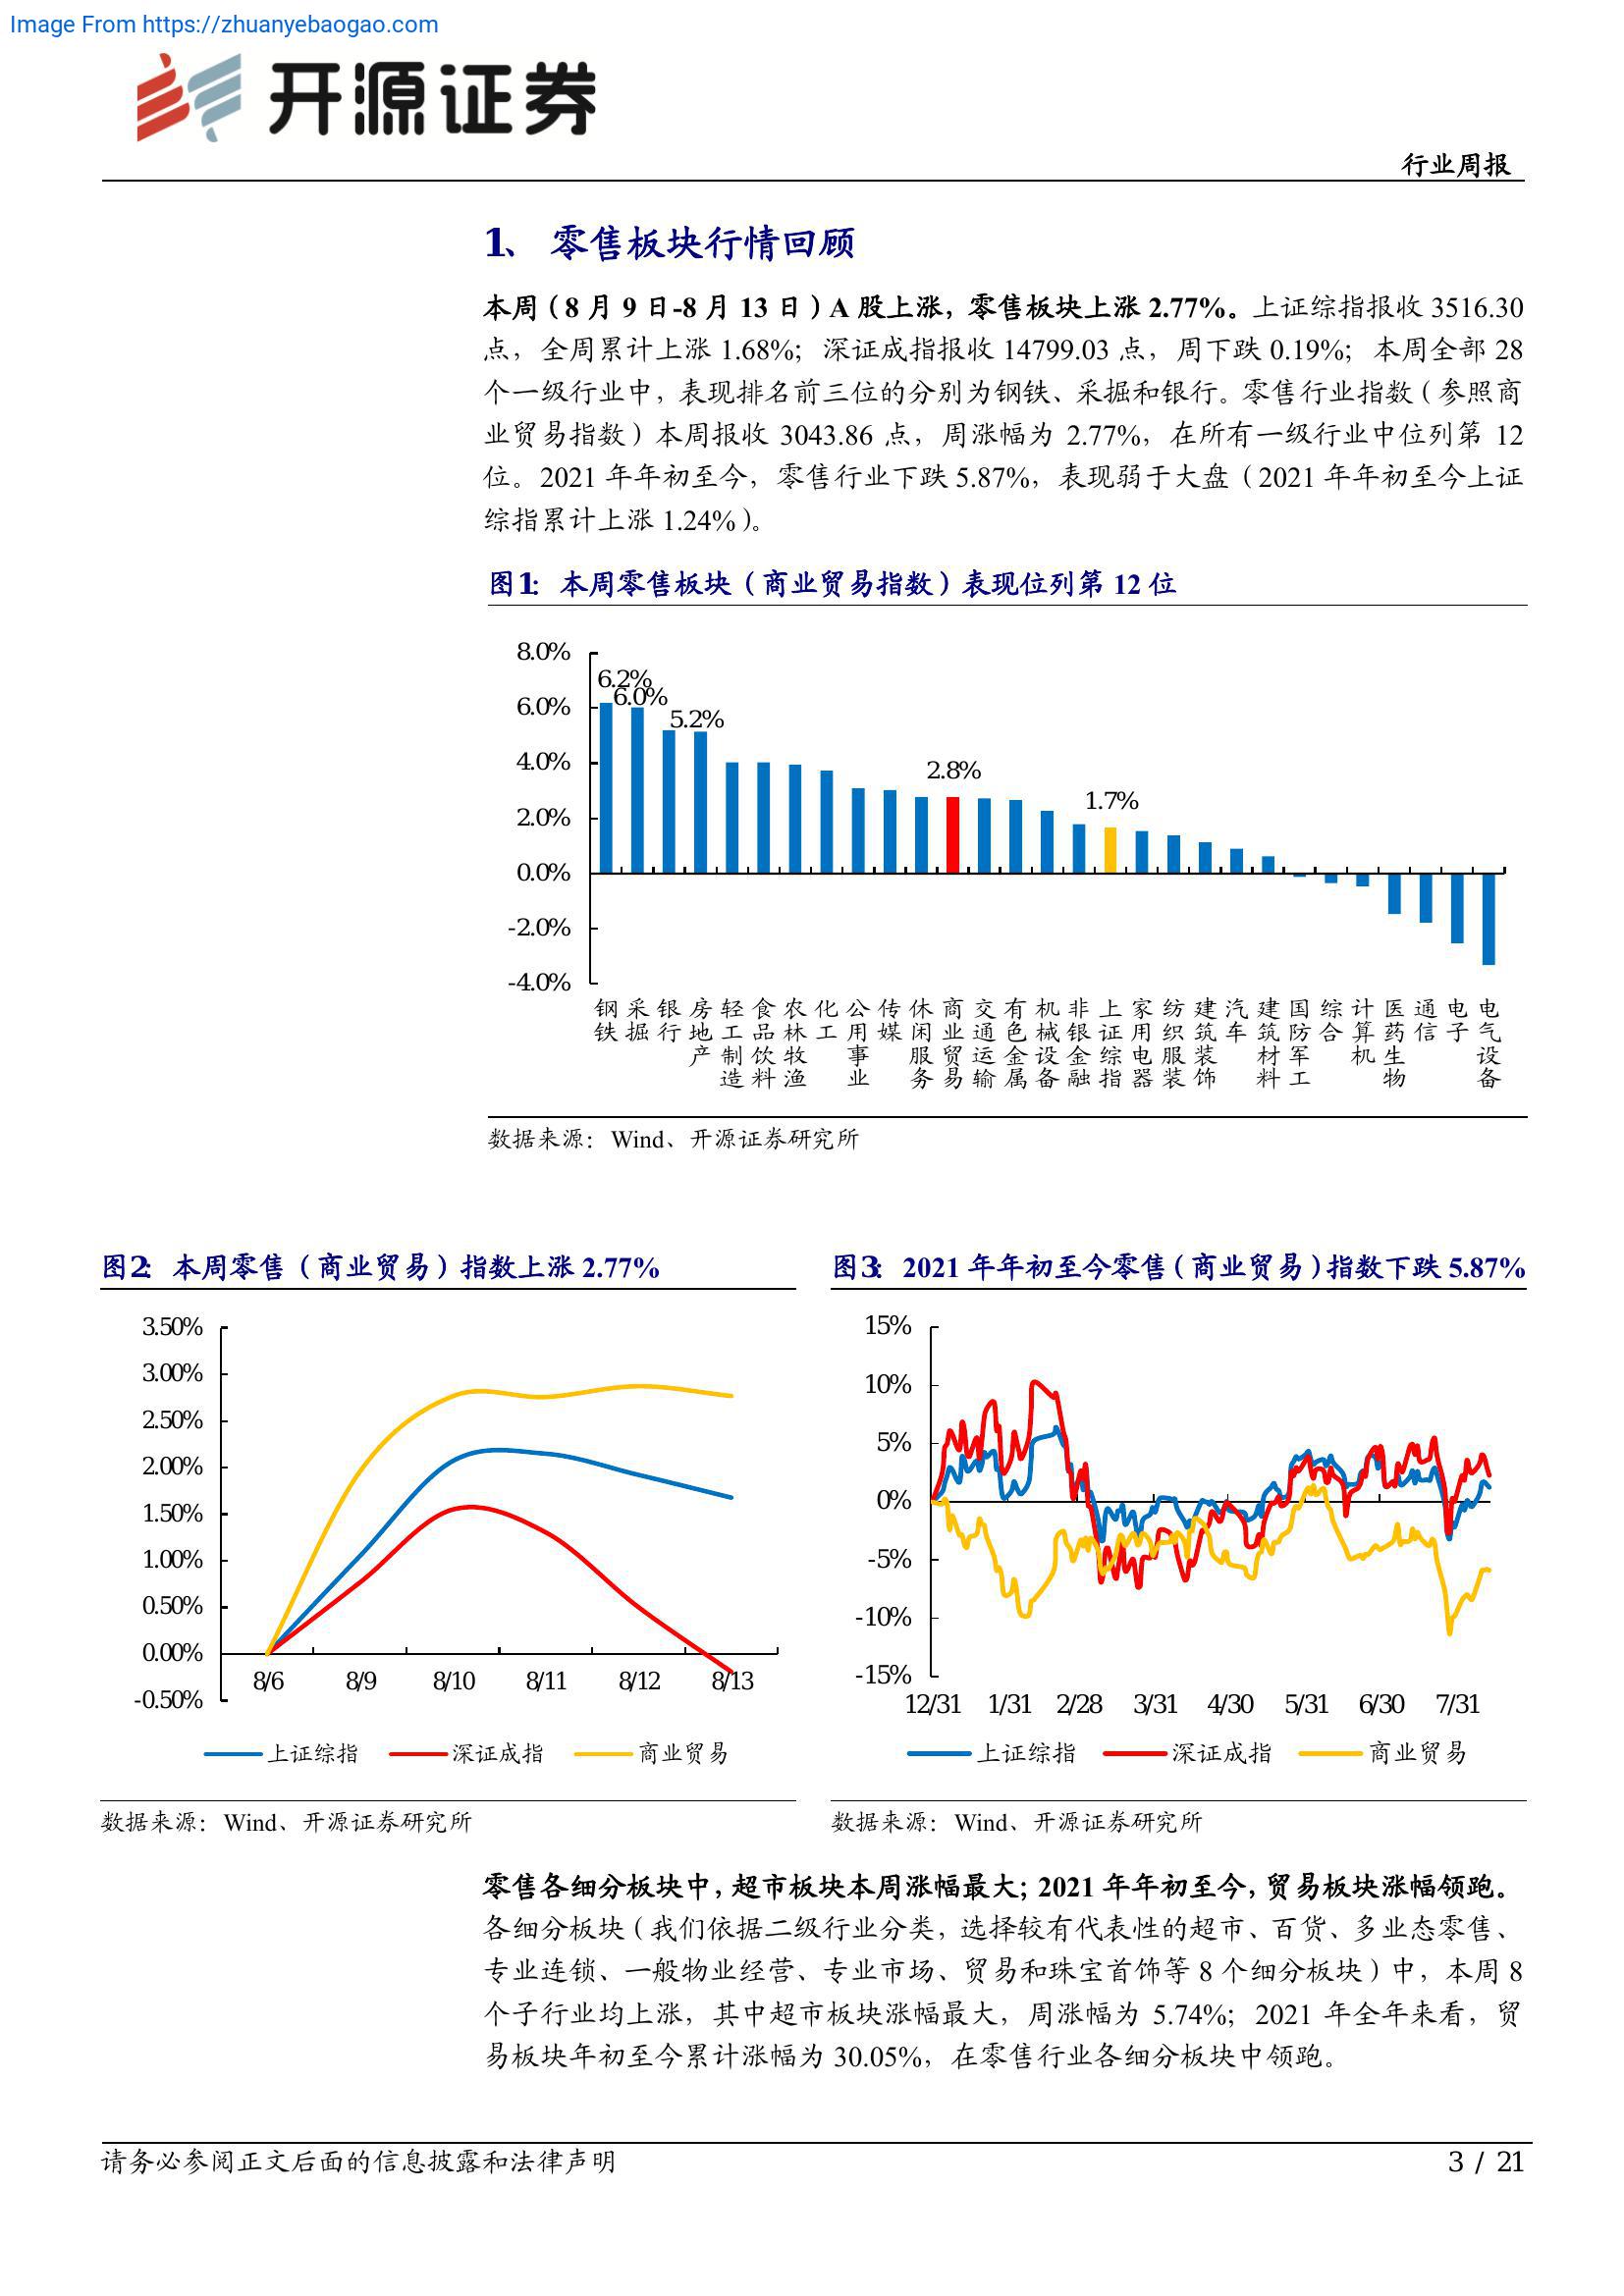 Image From https://zhuanyebaogao.com
开源证券
行业周报
1、 零售板块行情回顾
本周（8 月 9 日-8 月 13 日）A 股上涨，零售板块上涨 2.77%。上证综指报收 3516.30
点，全周累计上涨 1.68%；深证成指报收 14799.03 点，周下跌 0.19%；本周全部 28
个一级行业中，表现排名前三位的分别为钢铁、采掘和银行。零售行业指数（参照商
业贸易指数）本周报收 3043.86 点，周涨幅为 2.77%，在所有一级行业中位列第 12
位。2021 年年初至今，零售行业下跌 5.87%，表现弱于大盘（2021 年年初至今上证
综指累计上涨 1.24%）。
图1： 本周零售板块（商业贸易指数）表现位列第 12 位
8.0%
6.0%
4.0%
2.0%
0.0%
-2.0%
-4.0%
6.2%
6.0%
5.2%
2.8%
1.7%
钢铁
采掘
银行
房地产
轻工制造
食品饮料
农林牧渔
化工
公用事业
传媒
休闲服务
商业贸易
交通运输
有色金属
机械设备
非银金融
上证综指
家用电器
纺织服装
建筑装饰
汽车
建筑材料
国防军工
综合
计算机
医药生物
通信
电子
电气设备
数据来源：Wind、开源证券研究所
图2： 本周零售（商业贸易）指数上涨 2.77%
3.50%
3.00%
2.50%
2.00%
1.50%
1.00%
0.50%
0.00%
-0.50%
8/6 8/9 8/10 8/11 8/12 8/13
上证综指 深证成指 商业贸易
数据来源：Wind、开源证券研究所
图3： 2021 年年初至今零售（商业贸易）指数下跌 5.87%
15%
10%
5%
0%
-5%
-10%
-15%
12/31 1/31 2/28 3/31 4/30 5/31 6/30 7/31
上证综指 深证成指 商业贸易
数据来源：Wind、开源证券研究所
零售各细分板块中，超市板块本周涨幅最大；2021 年年初至今，贸易板块涨幅领跑。
各细分板块（我们依据二级行业分类，选择较有代表性的超市、百货、多业态零售、
专业连锁、一般物业经营、专业市场、贸易和珠宝首饰等 8 个细分板块）中，本周 8
个子行业均上涨，其中超市板块涨幅最大，周涨幅为 5.74%；2021 年全年来看，贸
易板块年初至今累计涨幅为 30.05%，在零售行业各细分板块中领跑。
请务必参阅正文后面的信息披露和法律声明
3 / 21